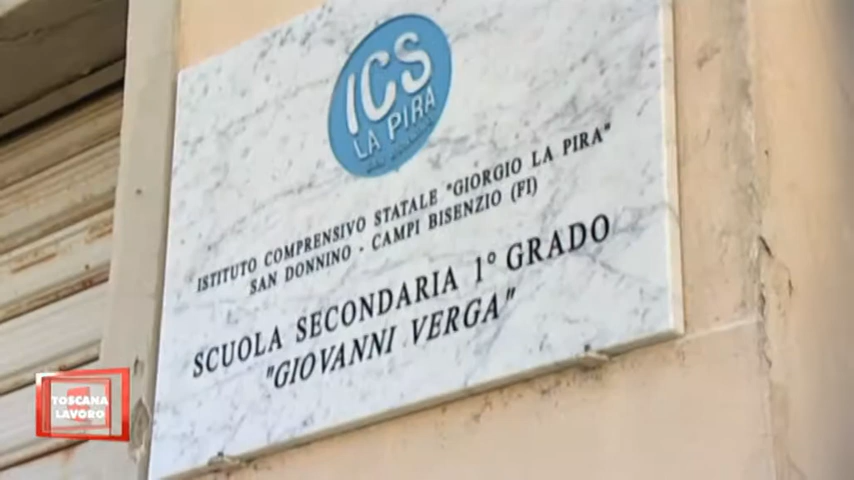 ICS
LA PIRA
ISTITUTO COMPRENSIVO STATALE "GIORGIO LA PIRA"
SAN DONNINO - CAMPI BISENZIO (FI)
SCUOLA SECONDARIA 1° GRADO
"GIOVANNI VERGA"
TOSCANA
LAVORO